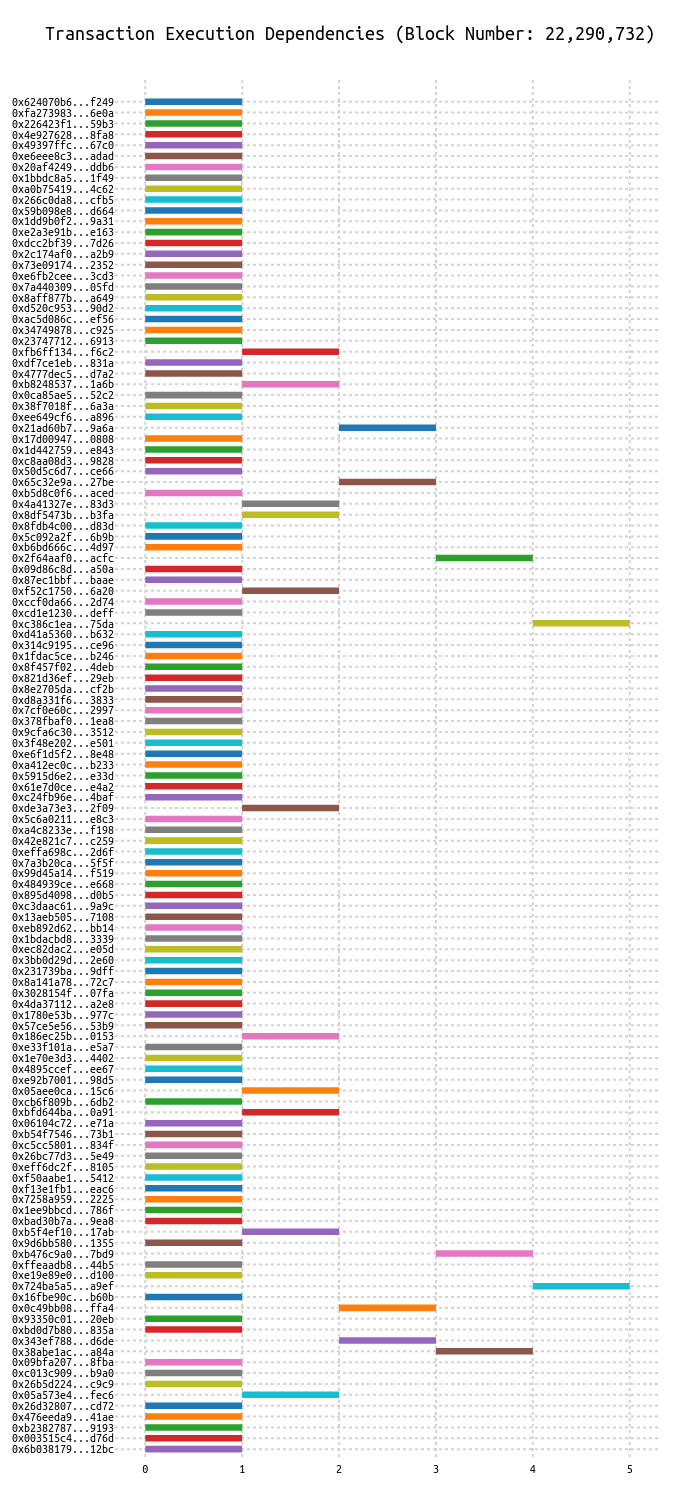 Transaction Execution Dependencies (Block Number: 22,290,732)
0x624070b6...f249
0xfa273983...6e0a
0x226423f1...59b3
0x4e927628...8fa8
0x49397ffc...67c0
0xe6eee8c3...adad
0x20af4249...ddb6
0x1bbdc8a5...1f49
0xa0b75419...4c62
0x266c0da8...cfb5
0x59b098e8...d664
0x1dd9b0f2...9a31
0xe2a3e91b...e163
0xdcc2bf39...7d26
0x2c174af0...a2b9
0x73e09174...2352
0xe6fb2cee...3cd3
0x7a440309...05fd
0x8aff877b...a649
0xd520c953...90d2
0xac5d086c...ef56
0x34749878...c925
0x23747712...6913
0xfb6ff134...f6c2
0xdf7ce1eb...831a
0x4777dec5...d7a2
0xb8248537...1a6b
0x0ca85ae5...52c2
0x38f7018f...6a3a
0xee649cf6...a896
0x21ad60b7...9a6a
0x17d00947...0808
0x1d442759...e843
0xc8aa08d3...9828
0x50d5c6d7...ce66
0x65c32e9a...27be
0xb5d8c0f6...aced
0x4a41327e...83d3
0x8df5473b...b3fa
0x8fdb4c00...d83d
0x5c092a2f...6b9b
0xb6bd666c...4d97
0x2f64aaf0...acfc
0x09d86c8d...a50a
0x87ec1bbf...baae
0xf52c1750...6a20
0xccf0da66...2d74
0xcd1e1230...deff
0xc386c1ea...75da
0xd41a5360...b632
0x314c9195...ce96
0x1fdac5ce...b246
0x8f457f02...4deb
0x821d36ef...29eb
0x8e2705da...cf2b
0xd8a331f6...3833
0x7cf0e60c...2997
0x378fbaf0...1ea8
0x9cfa6c30...3512
0x3f48e202...e501
0xe6f1d5f2...8e48
0xa412ec0c...b233
0x5915d6e2...e33d
0x61e7d0ce...e4a2
0xc24fb96e...4baf
0xde3a73e3...2f09
0x5c6a0211...e8c3
0xa4c8233e...f198
0x42e821c7...c259
0xeffa698c...2d6f
0x7a3b20ca...5f5f
0x99d45a14...f519
0x484939ce...e668
0x895d4098...d0b5
0xc3daac61...9a9c
0x13aeb505...7108
0xeb892d62...bb14
0x1bdacbd8...3339
0xec82dac2...e05d
0x3bb0d29d...2e60
0x231739ba...9dff
0x8a141a78...72c7
0x3028154f...07fa
0x4da37112...a2e8
0x1780e53b...977c
0x57ce5e56...53b9
0x186ec25b...0153
0xe33f101a...e5a7
0x1e70e3d3...4402
0x4895ccef...ee67
0xe92b7001...98d5
0x05aee0ca...15c6
0xcb6f809b...6db2
0xbfd644ba...0a91
0x06104c72...e71a
0xb54f7546...73b1
0xc5cc5801...834f
0x26bc77d3...5e49
0xeff6dc2f...8105
0xf50aabe1...5412
0xf13e1fb1...eac6
0x7258a959...2225
0x1ee9bbcd...786f
0xbad30b7a...9ea8
0xb5f4ef10...17ab
0x9d6bb580...1355
0xb476c9a0...7bd9
0xffeaadb8...44b5
0xe19e89e0...d100
0x724ba5a5...a9ef
0x16fbe90c...b60b
0x0c49bb08...ffa4
0x93350c01...20eb
0xbd0d7b80...835a
0x343ef788...d6de
0x38abe1ac...a84a
0x09bfa207...8fba
0xc013c909...b9a0
0x26b5d224...c9c9
0x05a573e4...fec6
0x26d32807...cd72
0x476eeda9...41ae
0xb2382787...9193
0x003515c4...d76d
0x6b038179...12bc
0 1 2 3 4 5